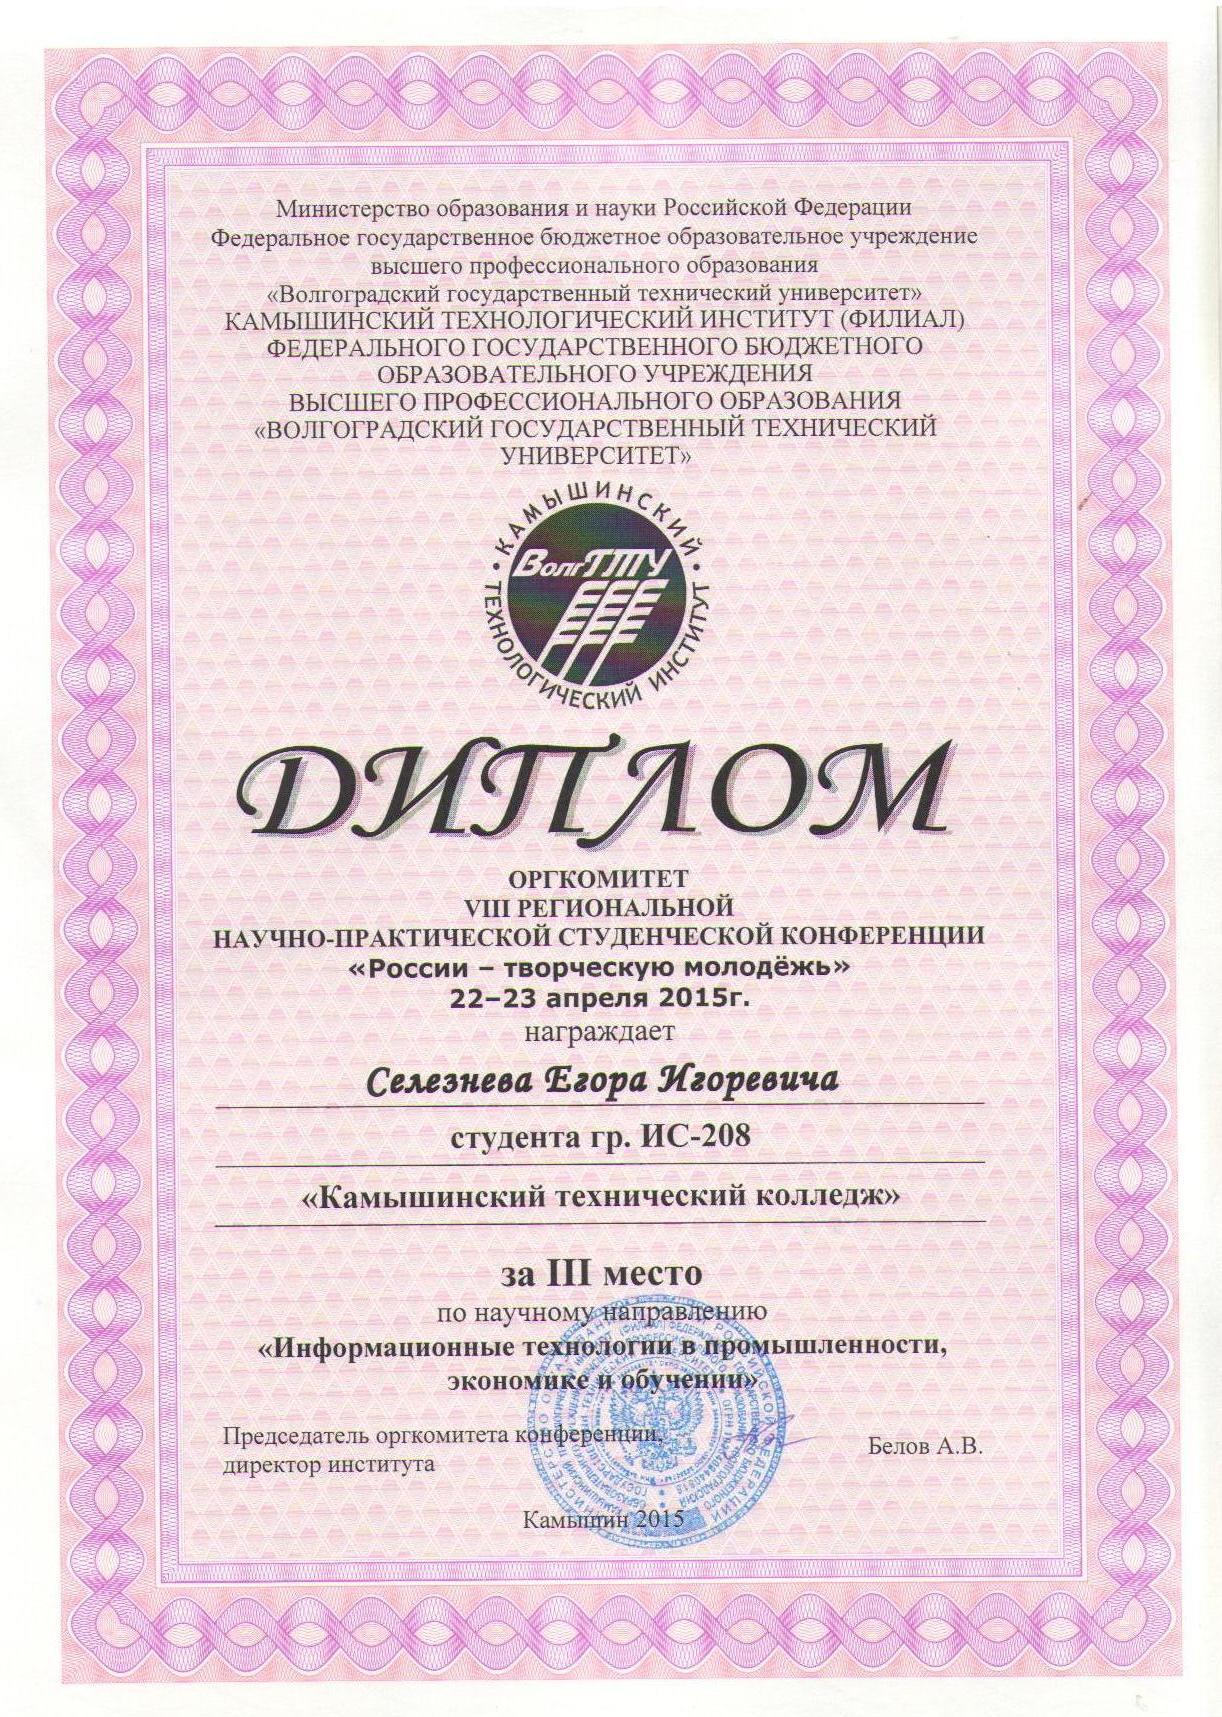 Министерство образования и науки Российской Федерации
Федеральное государственное бюджетное образовательное учреждение
высшего профессионального образования
«Волгоградский государственный технический университет»
КАМЫШИНСКИЙ ТЕХНОЛОГИЧЕСКИЙ ИНСТИТУТ (ФИЛИАЛ)
ФЕДЕРАЛЬНОГО ГОСУДАРСТВЕННОГО БЮДЖЕТНОГО
ОБРАЗОВАТЕЛЬНОГО УЧРЕЖДЕНИЯ
ВЫСШЕГО ПРОФЕССИОНАЛЬНОГО ОБРАЗОВАНИЯ
«ВОЛГОГРАДСКИЙ ГОСУДАРСТВЕННЫЙ ТЕХНИЧЕСКИЙ
УНИВЕРСИТЕТ»
• КАМЫШИНСКИЙ •
ВолгГТУ
ТЕХНОЛОГИЧЕСКИЙ ИНСТИТУТ
ДИПЛОМ
ОРГКОМИТЕТ
VIII РЕГИОНАЛЬНОЙ
НАУЧНО-ПРАКТИЧЕСКОЙ СТУДЕНЧЕСКОЙ КОНФЕРЕНЦИИ
«России – творческую молодёжь»
22–23 апреля 2015г.
награждает
Селезнева Егора Игоревича
студента гр. ИС-208
«Камышинский технический колледж»
за III место
по научному направлению
«Информационные технологии в промышленности,
экономике и обучении»
Председатель оргкомитета конференции,
директор института
Белов А.В.
Камышин 2015